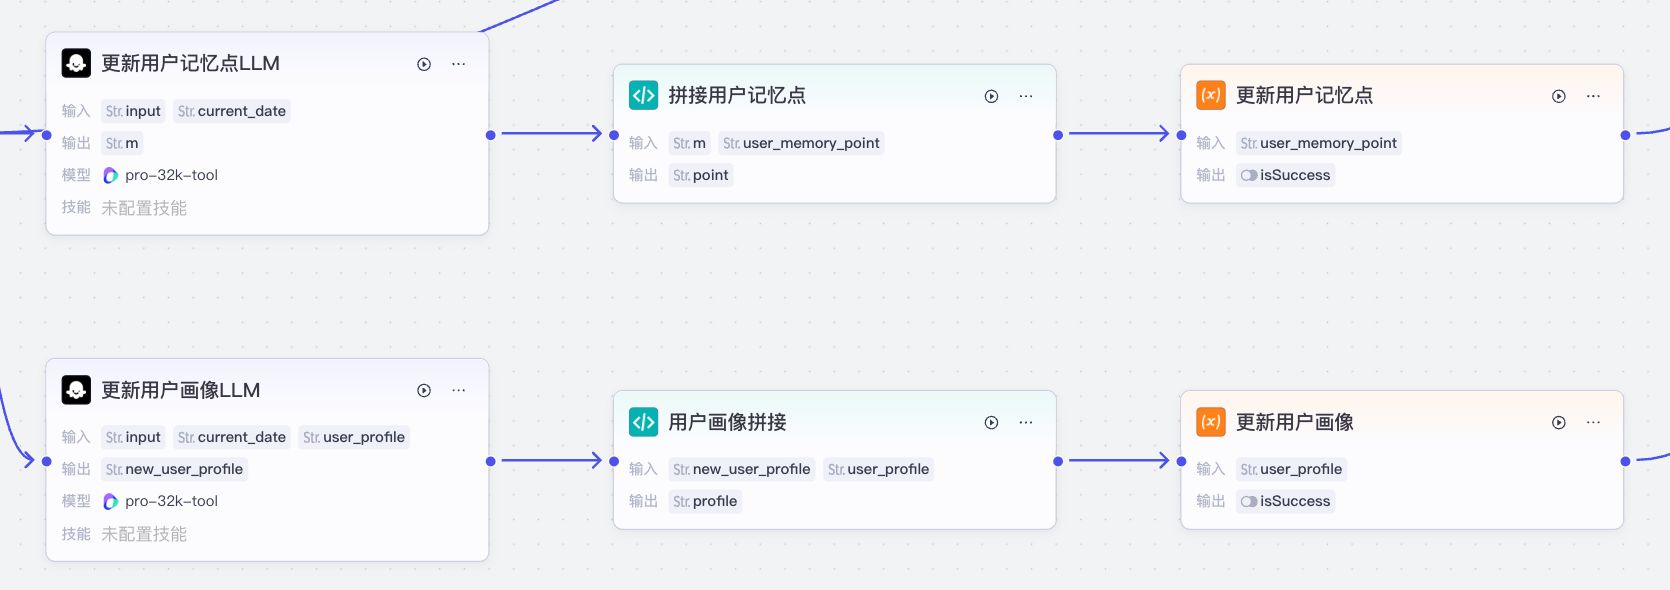 更新用户记忆点LLM
输入 Str. input Str. current_date
输出 Str. m
模型 pro-32k-tool
技能 未配置技能
</> 拼接用户记忆点
输入 Str. m Str. user_memory_point
输出 Str. point
(x) 更新用户记忆点
输入 Str. user_memory_point
输出 isSuccess
更新用户画像LLM
输入 Str. input Str. current_date Str. user_profile
输出 Str. new_user_profile
模型 pro-32k-tool
技能 未配置技能
</> 用户画像拼接
输入 Str. new_user_profile Str. user_profile
输出 Str. profile
(x) 更新用户画像
输入 Str. user_profile
输出 isSuccess